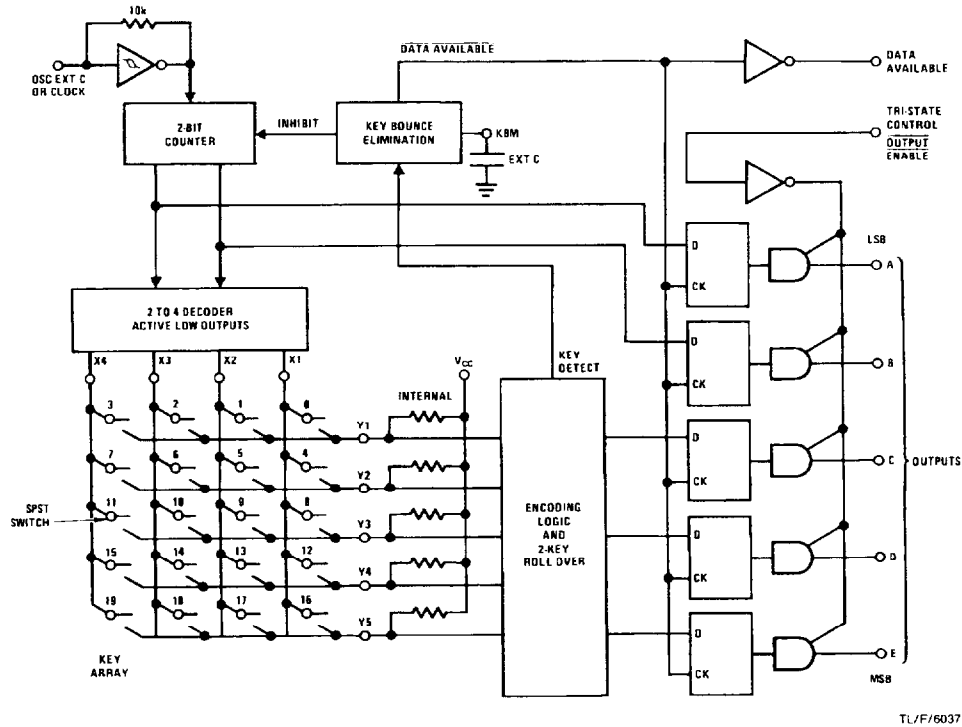 10k
OSC EXT C
OR CLOCK
2-BIT
COUNTER
INHIBIT
KEY BOUNCE
ELIMINATION
KBM
EXT C
DATA AVAILABLE
DATA
AVAILABLE
TRI-STATE
CONTROL
OUTPUT
ENABLE
2 TO 4 DECODER
ACTIVE LOW OUTPUTS
X4 X3 X2 X1
3 2 1 0 Y1
7 6 5 4 Y2
11 10 9 8 Y3
15 14 13 12 Y4
19 18 17 16 Y5
SPST
SWITCH
KEY
ARRAY
INTERNAL
VCC
KEY
DETECT
ENCODING
LOGIC
AND
2-KEY
ROLL OVER
D
CK
D
CK
D
CK
D
CK
D
CK
LSB
A
B
C
D
E
MSB
OUTPUTS
TL/F/6037